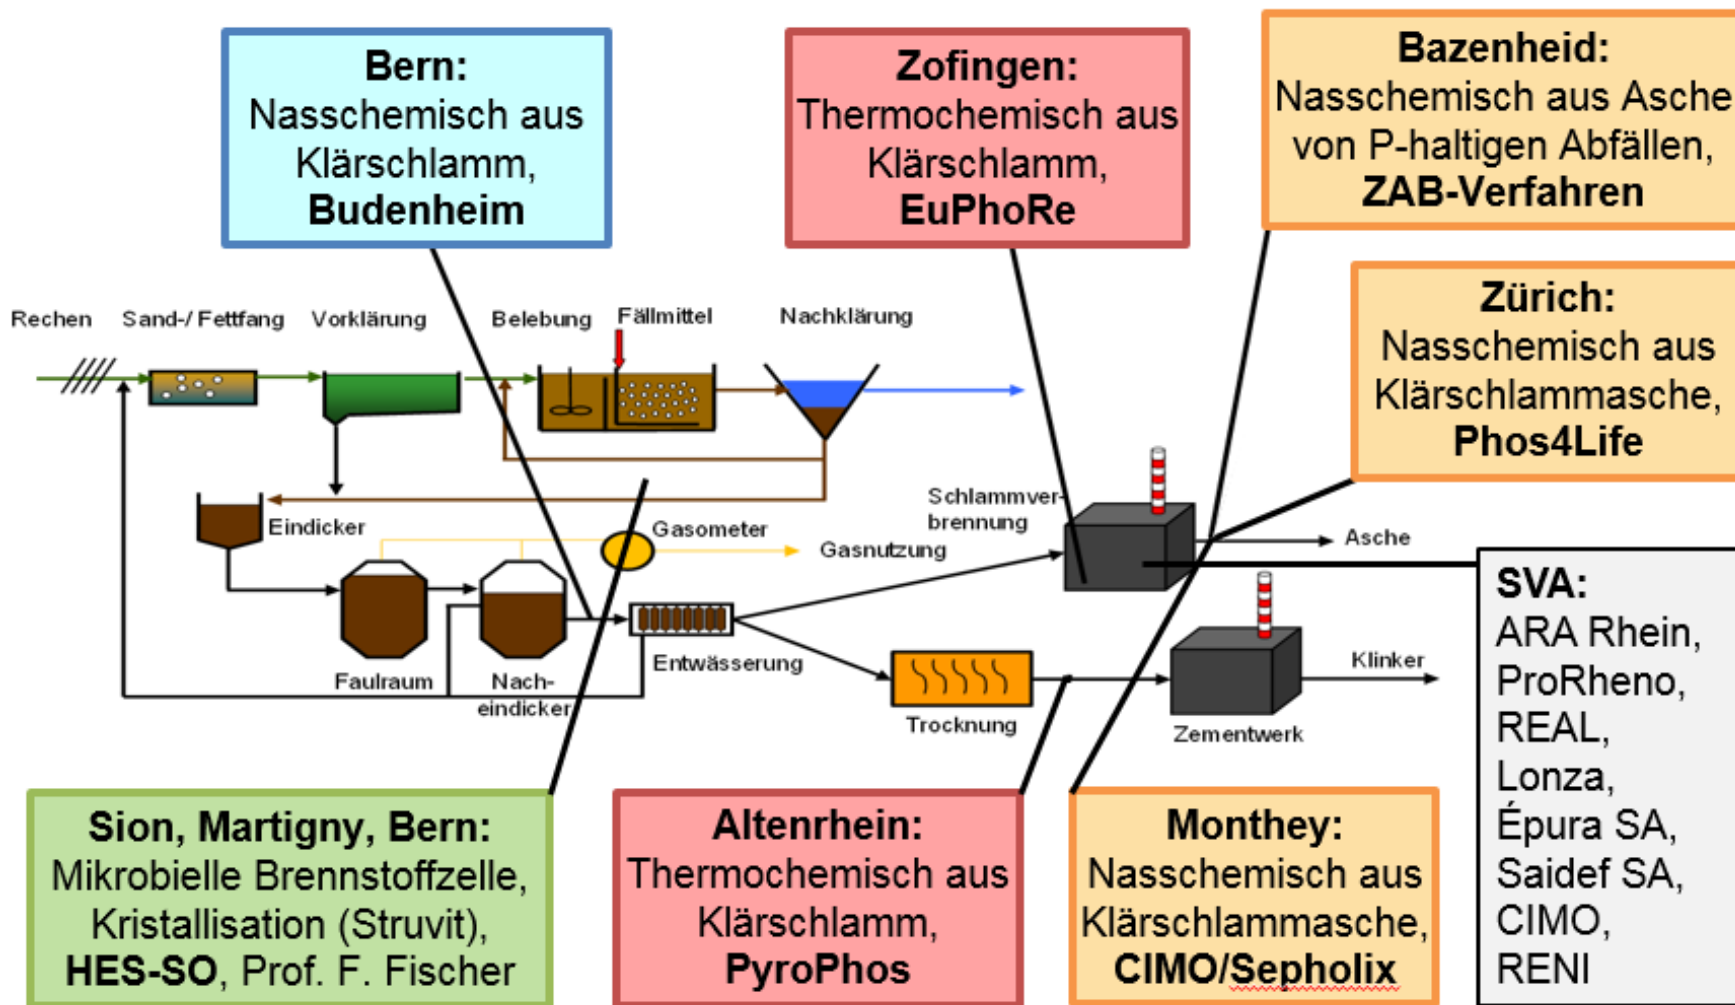 Bern:
Nasschemisch aus
Klärschlamm,
Budenheim
Zofingen:
Thermochemisch aus
Klärschlamm,
EuPhoRe
Bazenheid:
Nasschemisch aus Asche
von P-haltigen Abfällen,
ZAB-Verfahren
Zürich:
Nasschemisch aus
Klärschlammasche,
Phos4Life
Rechen
Sand-/ Fettfang
Vorklärung
Belebung
Fällmittel
Nachklärung
Eindicker
Gasometer
Gasnutzung
Schlammver-
brennung
Asche
Faulraum
Nach-
eindicker
Entwässerung
Trocknung
Zementwerk
Klinker
SVA:
ARA Rhein,
ProRheno,
REAL,
Lonza,
Épura SA,
Saidef SA,
CIMO,
RENI
Sion, Martigny, Bern:
Mikrobielle Brennstoffzelle,
Kristallisation (Struvit),
HES-SO, Prof. F. Fischer
Altenrhein:
Thermochemisch aus
Klärschlamm,
PyroPhos
Monthey:
Nasschemisch aus
Klärschlammasche,
CIMO/Sepholix